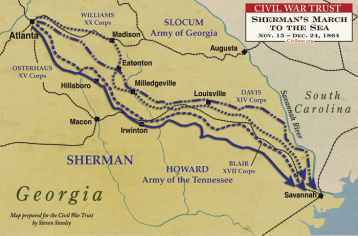 CIVIL WAR TRUST
SHERMAN'S MARCH
TO THE SEA
NOV. 15 – DEC. 24, 1864
Civilwar.org
WILLIAMS
XX Corps
SLOCUM
Army of Georgia
Atlanta
Madison
Augusta
OSTERHAUS
XV Corps
Eatonton
Hillsboro
Milledgeville
Louisville
DAVIS
XIV Corps
South
Carolina
Savannah River
Macon
Irwinton
SHERMAN
HOWARD
Army of the Tennessee
BLAIR
XVII Corps
Savannah
Georgia
Map prepared for the Civil War Trust
by Steven Stanley